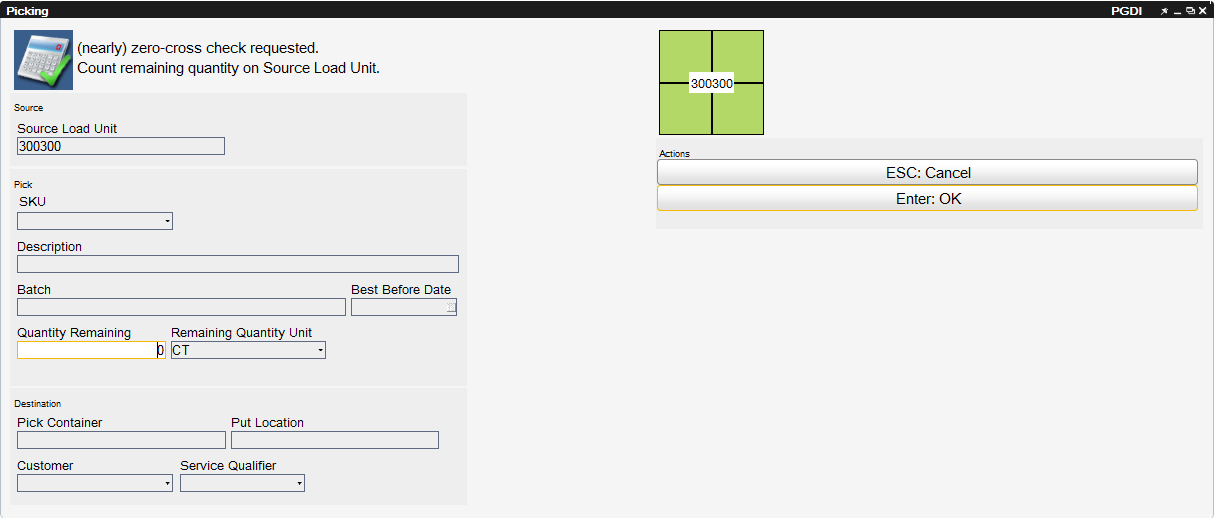 Picking
PGDI
(nearly) zero-cross check requested.
Count remaining quantity on Source Load Unit.
Source
Source Load Unit
300300
Pick
SKU
Description
Batch
Best Before Date
Quantity Remaining
Remaining Quantity Unit
0
CT
Destination
Pick Container
Put Location
Customer
Service Qualifier
300300
Actions
ESC: Cancel
Enter: OK